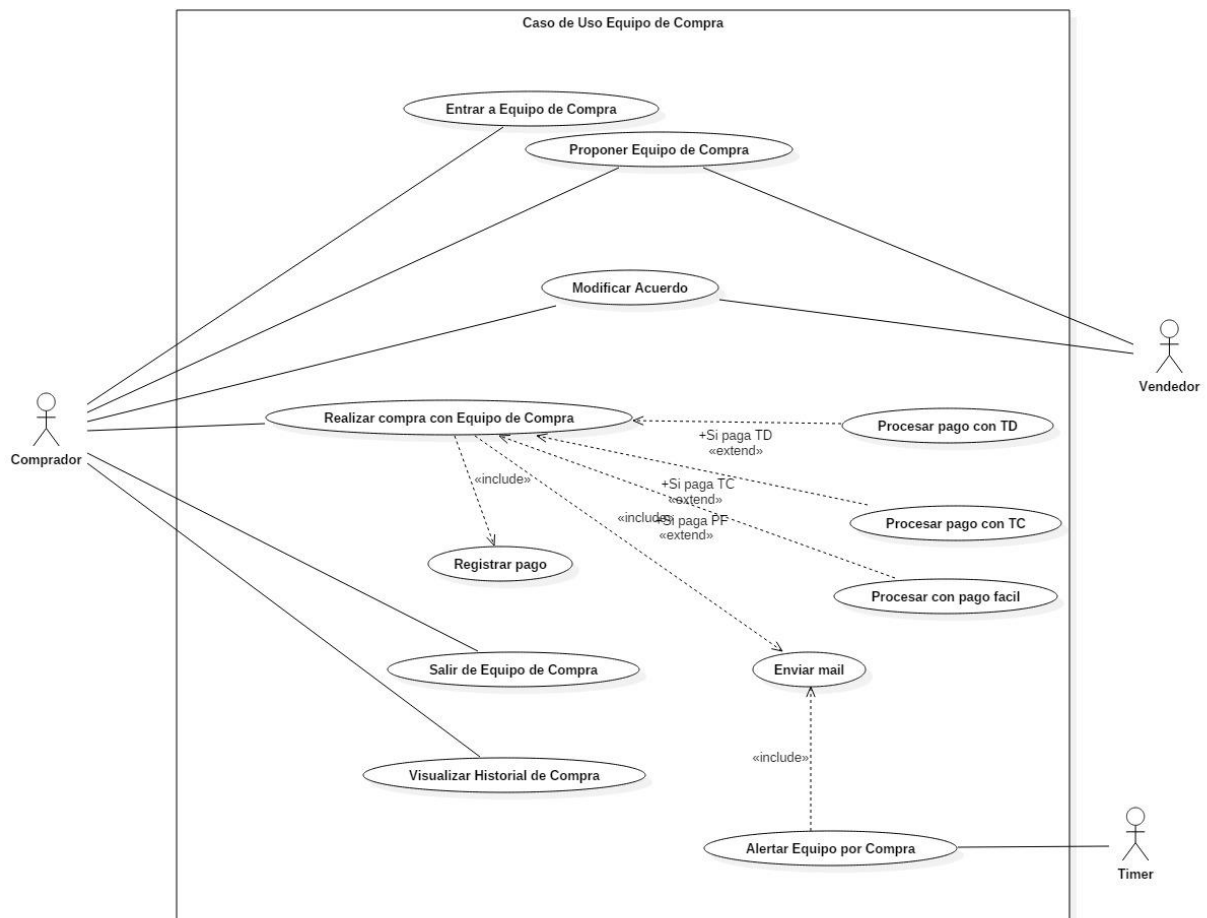 Caso de Uso Equipo de Compra
Entrar a Equipo de Compra
Proponer Equipo de Compra
Modificar Acuerdo
Vendedor
Comprador
Realizar compra con Equipo de Compra
Procesar pago con TD
+Si paga TD
«extend»
«include»
+Si paga TC
«extend»
Procesar pago con TC
«include»
+Si paga PF
«extend»
Registrar pago
Procesar con pago facil
Salir de Equipo de Compra
Enviar mail
«include»
Visualizar Historial de Compra
Alertar Equipo por Compra
Timer